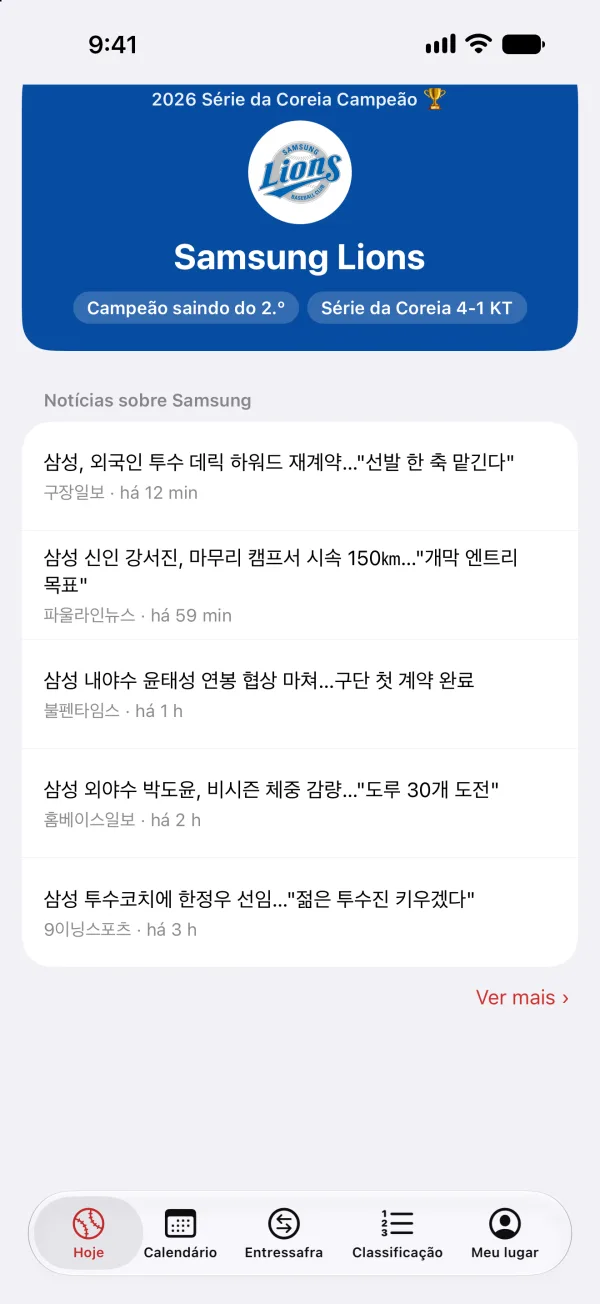 9:41
2026 Série da Coreia Campeão
SAMSUNG
Lions
BASEBALL CLUB
Samsung Lions
Campeão saindo do 2.º
Série da Coreia 4-1 KT
Notícias sobre Samsung
삼성, 외국인 투수 데릭 하워드 재계약..."선발 한 축 맡긴다"
구장일보 · há 12 min
삼성 신인 강서진, 마무리 캠프서 시속 150㎞..."개막 엔트리
목표"
파울라인뉴스 · há 59 min
삼성 내야수 윤태성 연봉 협상 마쳐...구단 첫 계약 완료
불펜타임스 · há 1 h
삼성 외야수 박도윤, 비시즌 체중 감량..."도루 30개 도전"
홈베이스일보 · há 2 h
삼성 투수코치에 한정우 선임..."젊은 투수진 키우겠다"
9이닝스포츠 · há 3 h
Ver mais ›
Hoje
Calendário
Entressafra
1 2 3
Classificação
Meu lugar